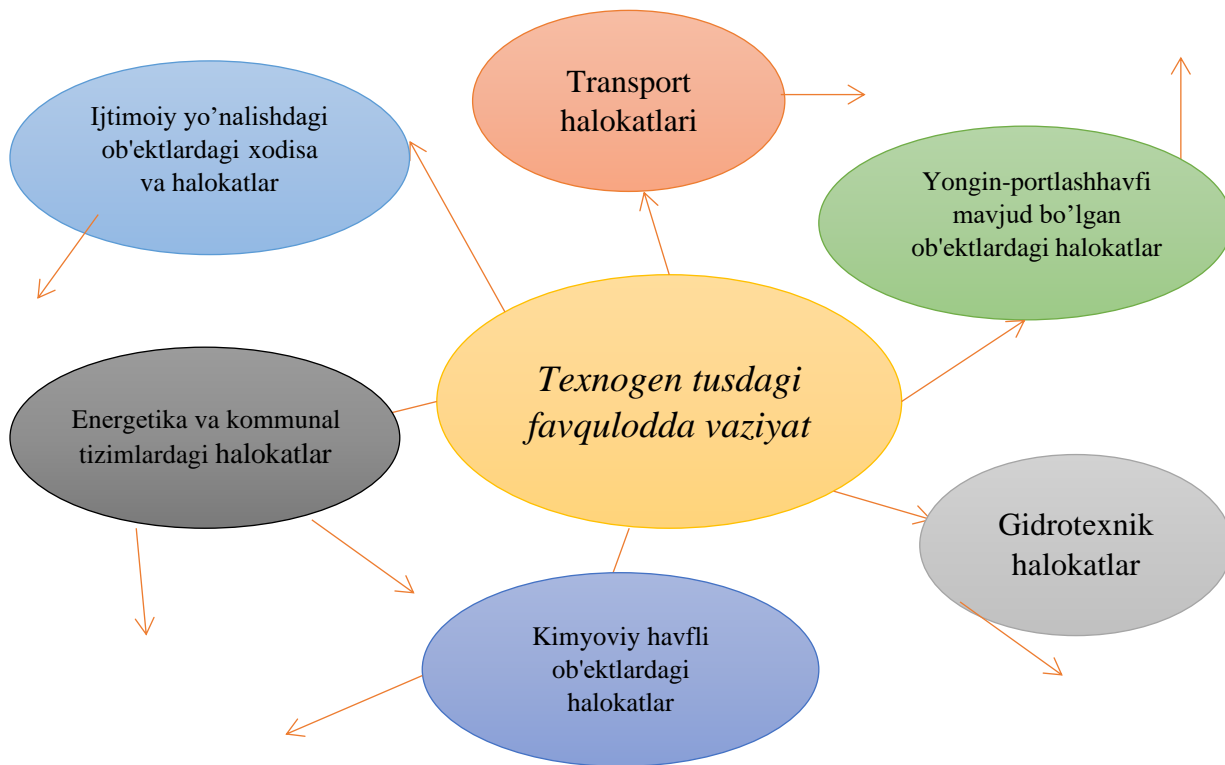 Transport
halokatlari
Ijtimoiy yo’nalishdagi
ob'ektlardagi xodisa
va halokatlar
Yongin-portlashhavfi
mavjud bo’lgan
ob'ektlardagi halokatlar
Texnogen tusdagi
favqulodda vaziyat
Energetika va kommunal
tizimlardagi halokatlar
Gidrotexnik
halokatlar
Kimyoviy havfli
ob'ektlardagi
halokatlar